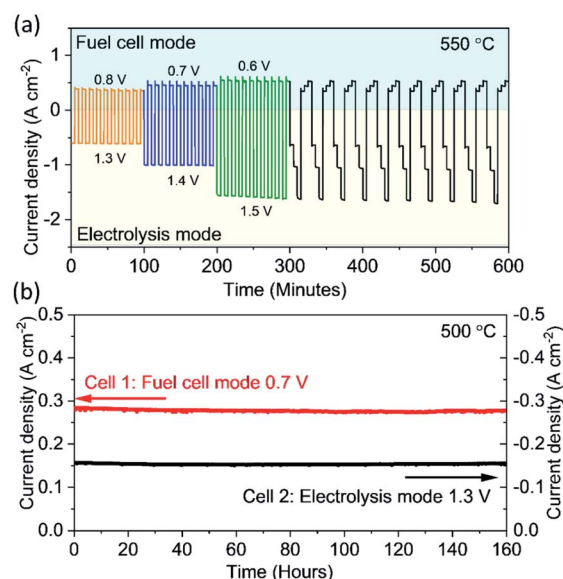 (a)
Fuel cell mode
550 °C
0.8 V
0.7 V
0.6 V
1.3 V
1.4 V
1.5 V
Electrolysis mode
Current density (A cm-2)
1
0
-1
-2
0 100 200 300 400 500 600
Time (Minutes)
(b)
500 °C
Cell 1: Fuel cell mode 0.7 V
Cell 2: Electrolysis mode 1.3 V
Current density (A cm-2)
0.5
0.4
0.3
0.2
0.1
0.0
-0.5
-0.4
-0.3
-0.2
-0.1
0.0
Current density (A cm-2)
0 20 40 60 80 100 120 140 160
Time (Hours)